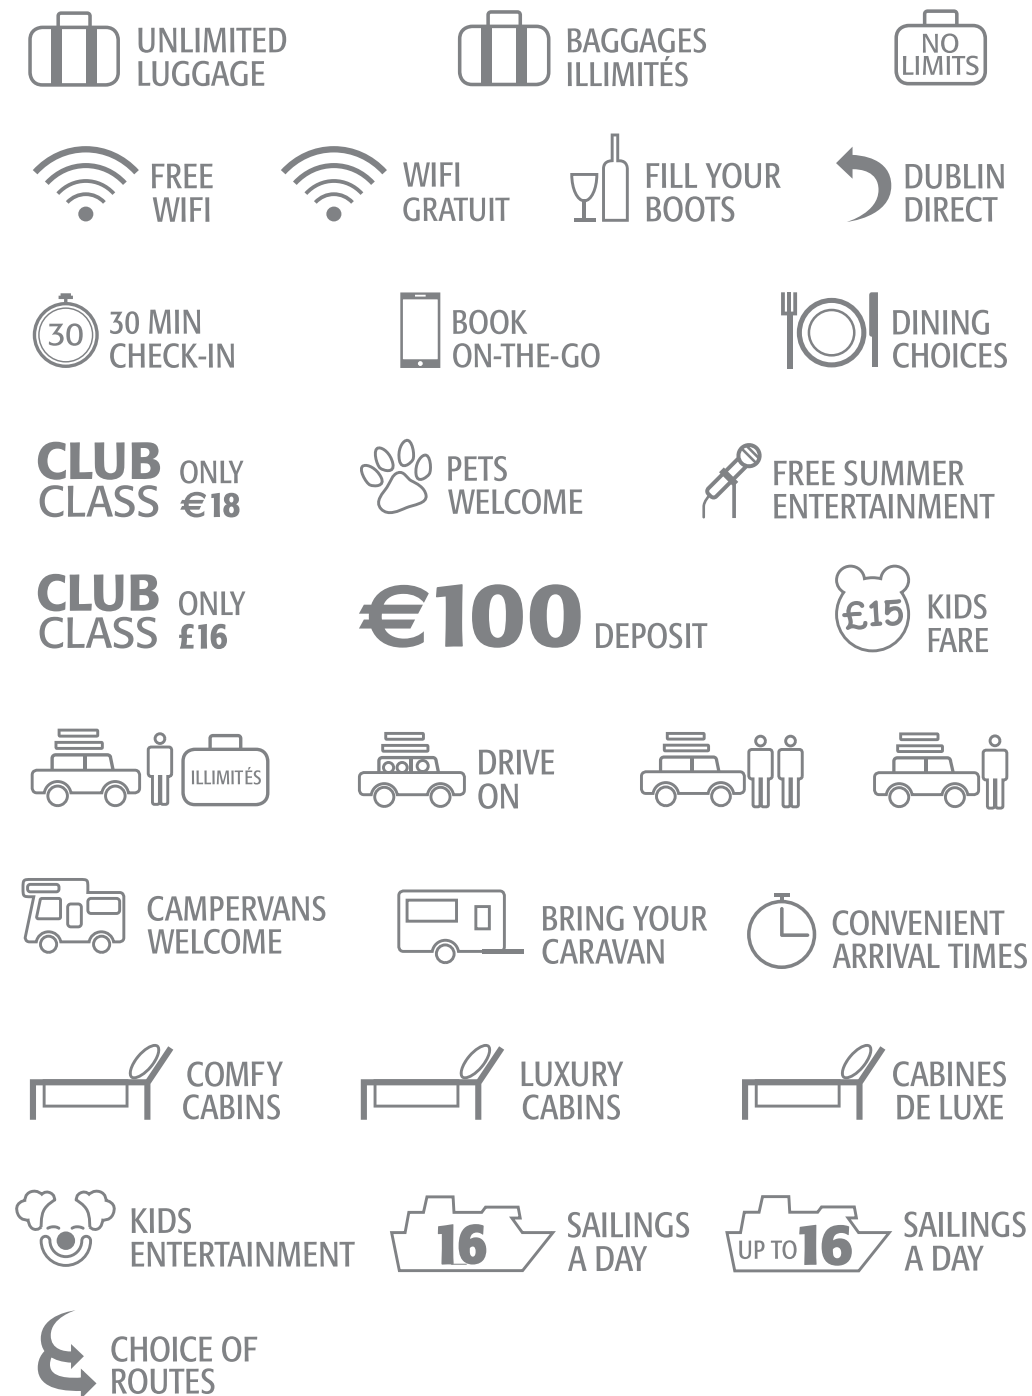 UNLIMITED
LUGGAGE
BAGGAGES
ILLIMITÉS
NO
LIMITS
FREE
WIFI
WIFI
GRATUIT
FILL YOUR
BOOTS
DUBLIN
DIRECT
30
30 MIN
CHECK-IN
BOOK
ON-THE-GO
DINING
CHOICES
CLUB
CLASS
ONLY
€18
PETS
WELCOME
FREE SUMMER
ENTERTAINMENT
CLUB
CLASS
ONLY
£16
€100 DEPOSIT
£15
KIDS
FARE
ILLIMITÉS
DRIVE
ON
CAMPERVANS
WELCOME
BRING YOUR
CARAVAN
CONVENIENT
ARRIVAL TIMES
COMFY
CABINS
LUXURY
CABINS
CABINES
DE LUXE
KIDS
ENTERTAINMENT
16
SAILINGS
A DAY
UP TO 16
SAILINGS
A DAY
CHOICE OF
ROUTES